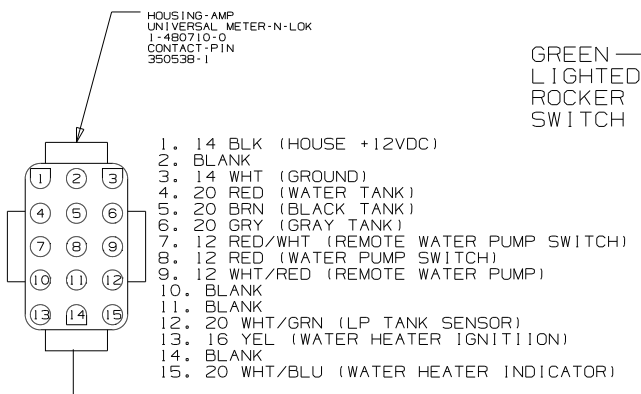 HOUSING-AMP
UNIVERSAL METER-N-LOK
1-480710-0
CONTACT-PIN
350538-1
GREEN
LIGHTED
ROCKER
SWITCH
1. 14 BLK (HOUSE +12VDC)
2. BLANK
3. 14 WHT (GROUND)
4. 20 RED (WATER TANK)
5. 20 BRN (BLACK TANK)
6. 20 GRY (GRAY TANK)
7. 12 RED/WHT (REMOTE WATER PUMP SWITCH)
8. 12 RED (WATER PUMP SWITCH)
9. 12 WHT/RED (REMOTE WATER PUMP)
10. BLANK
11. BLANK
12. 20 WHT/GRN (LP TANK SENSOR)
13. 16 YEL (WATER HEATER IGNITIION)
14. BLANK
15. 20 WHT/BLU (WATER HEATER INDICATOR)
1 2 3
4 5 6
7 8 9
10 11 12
13 14 15